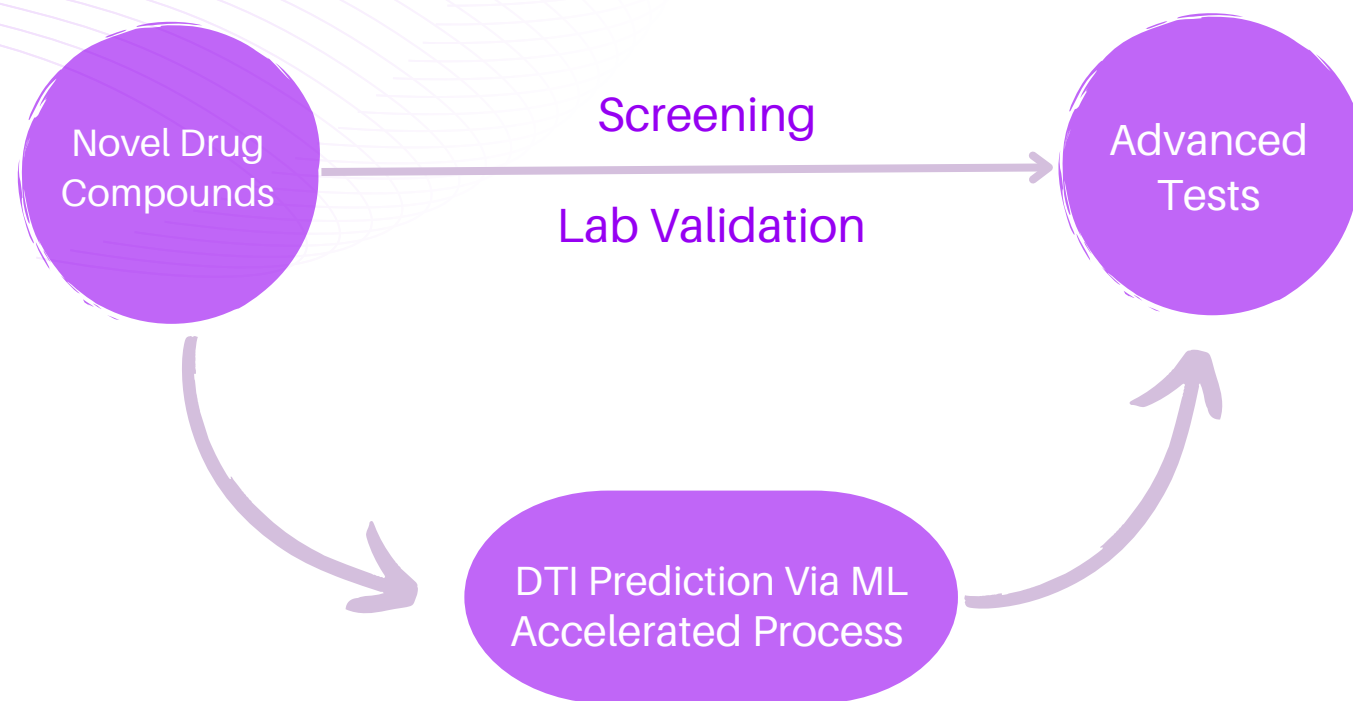 Novel Drug
Compounds
Screening
Lab Validation
Advanced
Tests
DTI Prediction Via ML
Accelerated Process